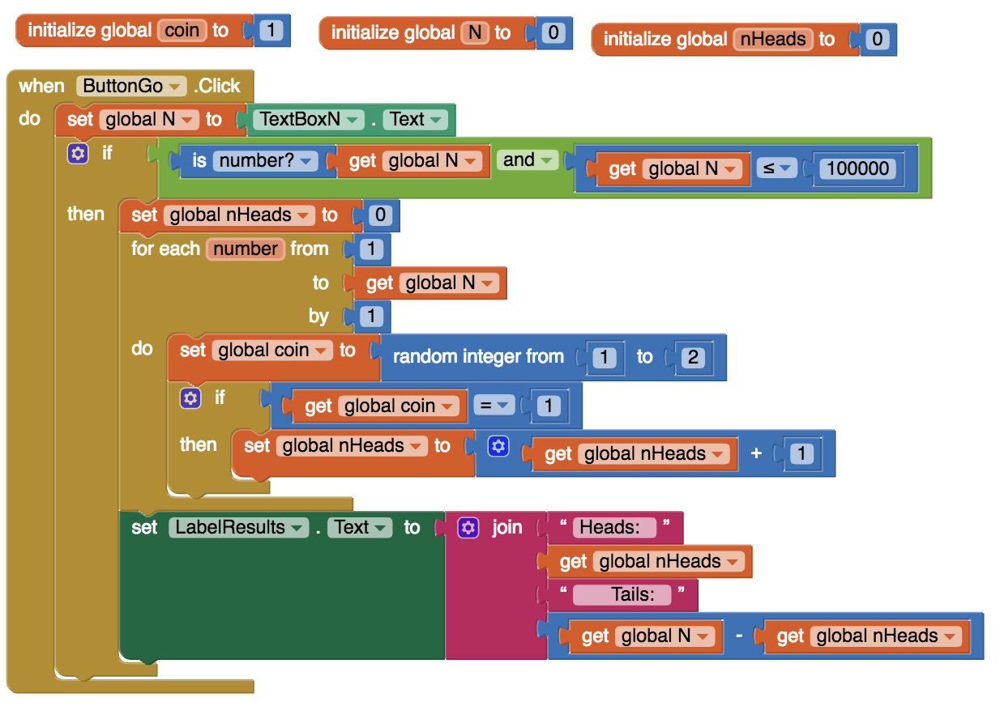 initialize global coin to 1
initialize global N to 0
initialize global nHeads to 0
when ButtonGo .Click
do set global N to TextBoxN . Text
if is number? get global N and get global N ≤ 100000
then set global nHeads to 0
for each number from 1
to get global N
by 1
do set global coin to random integer from 1 to 2
if get global coin = 1
then set global nHeads to get global nHeads + 1
set LabelResults . Text to join “ Heads: ”
get global nHeads
“ Tails: ”
get global N - get global nHeads